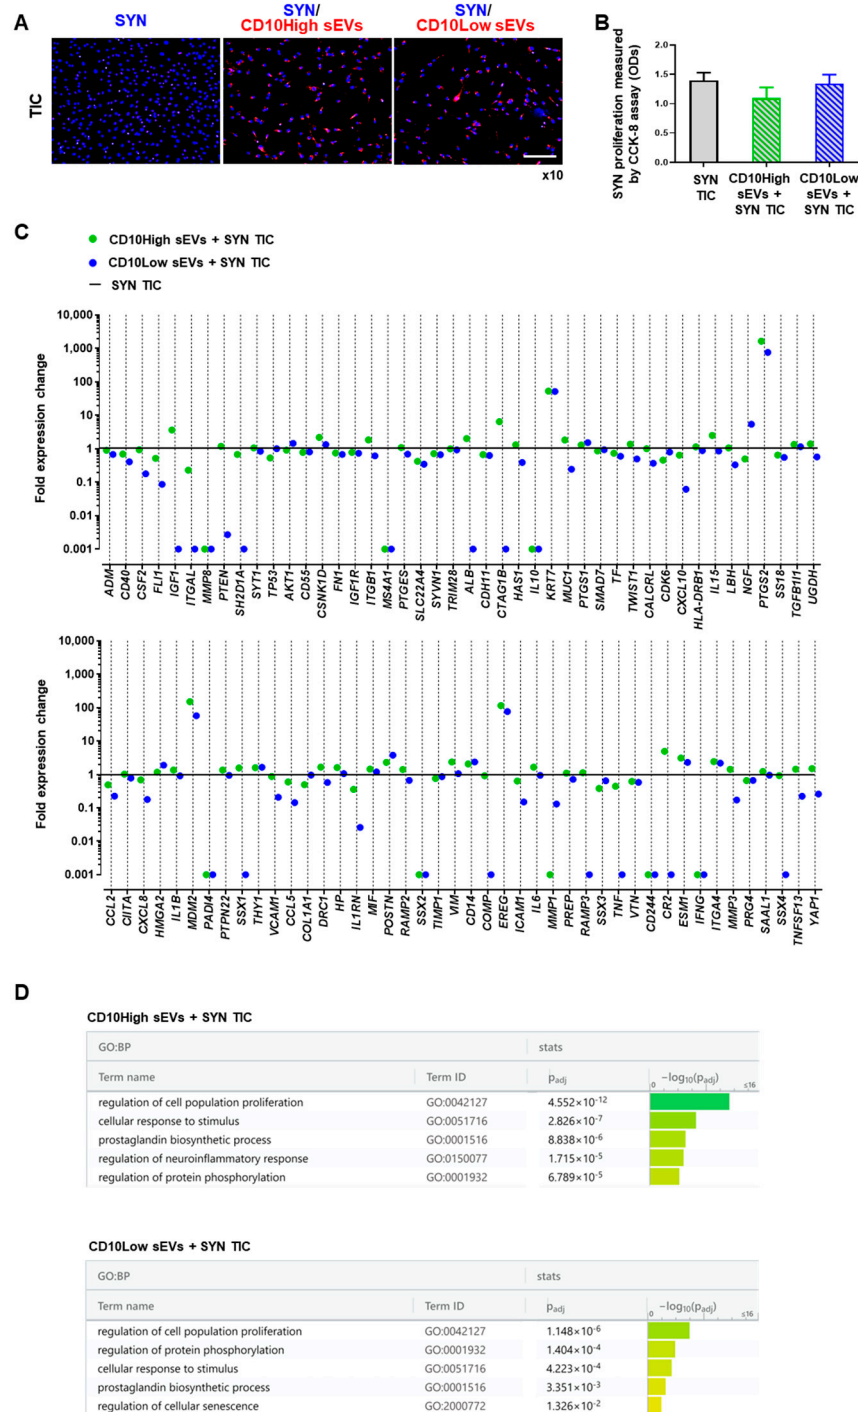 A
SYN
SYN/
CD10High sEVs
SYN/
CD10Low sEVs
TIC
x10
B
SYN proliferation measured
by CCK-8 assay (ODs)
2.0
1.5
1.0
0.5
0.0
SYN
TIC
CD10High
sEVs +
SYN TIC
CD10Low
sEVs +
SYN TIC
C
CD10High sEVs + SYN TIC
CD10Low sEVs + SYN TIC
SYN TIC
Fold expression change
10,000
1,000
100
10
1
0.1
0.01
0.001
ADM
CD40
CSF2
FLI1
IGF1
ITGAL
MMP8
PTEN
SH2D1A
SYT1
TP53
AKT1
CD55
CSNK1D
FN1
IGF1R
ITGB1
MS4A1
PTGES
SLC22A4
SYVN1
TRIM28
ALB
CDH11
CTAG1B
HAS1
IL10
KRT7
MUC1
PTGS1
SMAD7
TF
TWIST1
CALCRL
CDK6
CXCL10
HLA-DRB1
IL15
LBH
NGF
PTGS2
SS18
TGFB1I1
UGDH
Fold expression change
10,000
1,000
100
10
1
0.1
0.01
0.001
CCL2
CIITA
CXCL8
HMGA2
IL1B
MDM2
PADI4
PTPN22
SSX1
THY1
VCAM1
CCL5
COL1A1
DRC1
HP
IL1RN
MIF
POSTN
RAMP2
SSX2
TIMP1
VIM
CD14
COMP
EREG
ICAM1
IL6
MMP1
PREP
RAMP3
SSX3
TNF
VTN
CD244
CR2
ESM1
IFNG
ITGA4
MMP3
PRG4
SAAL1
SSX4
TNFSF13
YAP1
D
CD10High sEVs + SYN TIC
GO:BP stats
Term name Term ID p_adj −log₁₀(p_adj)
0 ≤16
regulation of cell population proliferation GO:0042127 4.552×10⁻¹²
cellular response to stimulus GO:0051716 2.826×10⁻⁷
prostaglandin biosynthetic process GO:0001516 8.838×10⁻⁶
regulation of neuroinflammatory response GO:0150077 1.715×10⁻⁵
regulation of protein phosphorylation GO:0001932 6.789×10⁻⁵
CD10Low sEVs + SYN TIC
GO:BP stats
Term name Term ID p_adj −log₁₀(p_adj)
0 ≤16
regulation of cell population proliferation GO:0042127 1.148×10⁻⁶
regulation of protein phosphorylation GO:0001932 1.404×10⁻⁴
cellular response to stimulus GO:0051716 4.223×10⁻⁴
prostaglandin biosynthetic process GO:0001516 3.351×10⁻³
regulation of cellular senescence GO:2000772 1.326×10⁻²